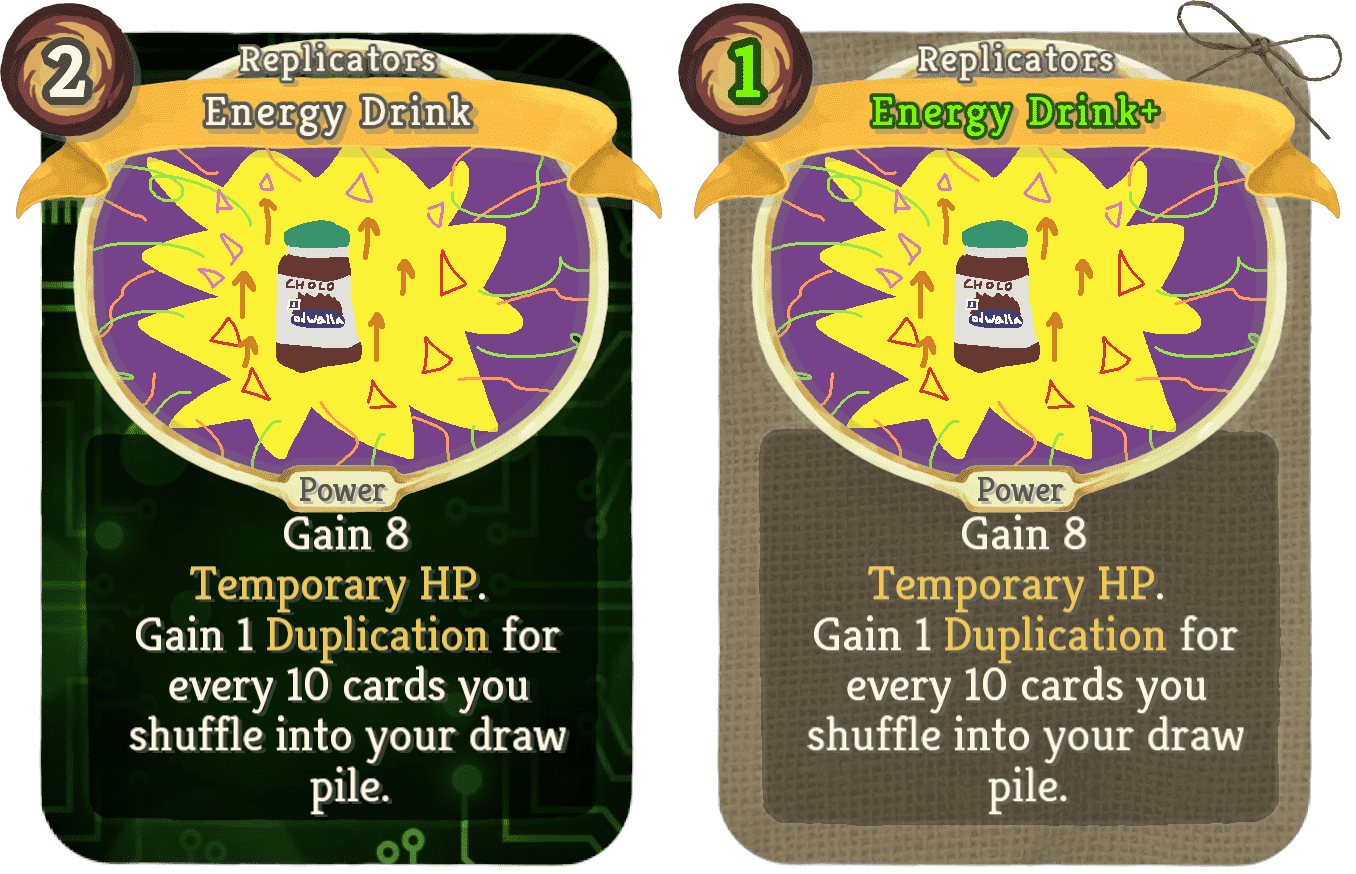 2
Replicators
Energy Drink
CHOLO
odwalla
Power
Gain 8
Temporary HP.
Gain 1 Duplication for
every 10 cards you
shuffle into your draw
pile.
1
Replicators
Energy Drink+
CHOLO
odwalla
Power
Gain 8
Temporary HP.
Gain 1 Duplication for
every 10 cards you
shuffle into your draw
pile.